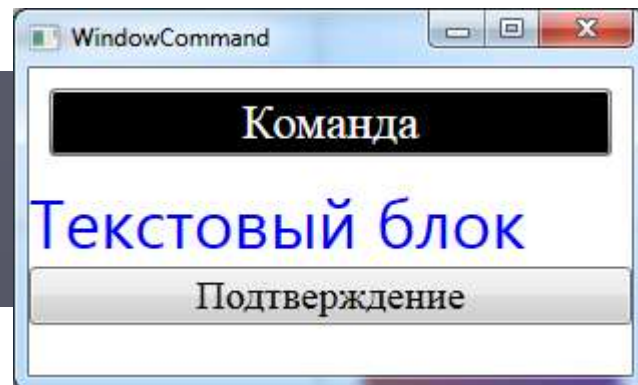 WindowCommand
Команда
Текстовый блок
Подтверждение